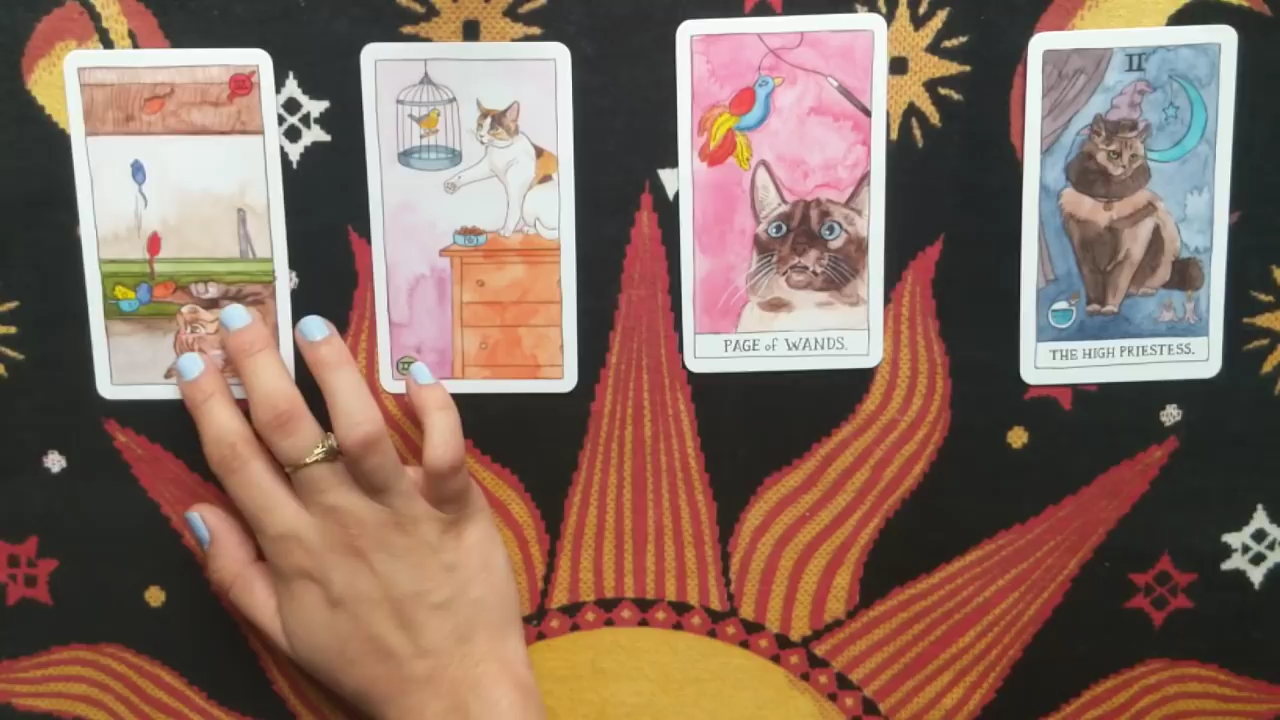 PAGE of WANDS.
II
THE HIGH PRIESTESS.